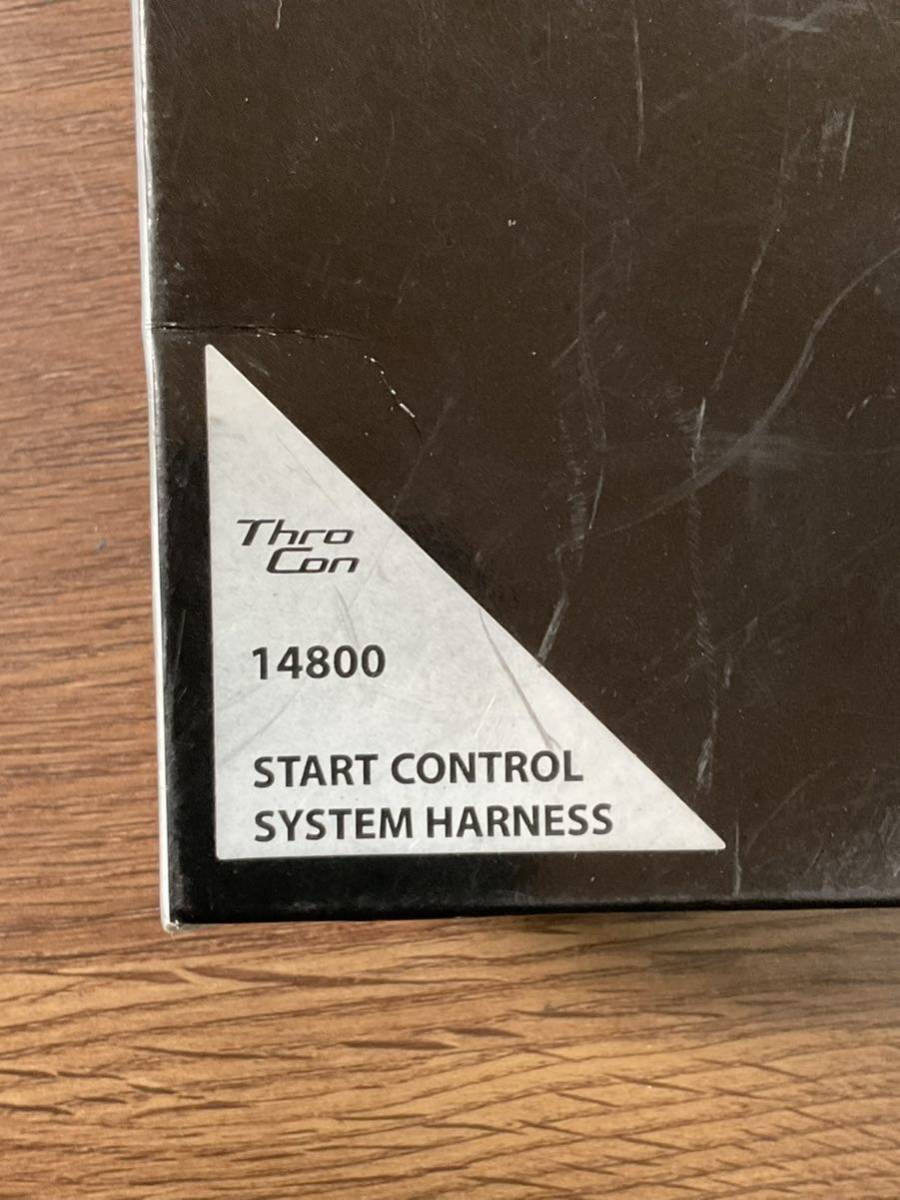 Thro
Con
14800
START CONTROL
SYSTEM HARNESS